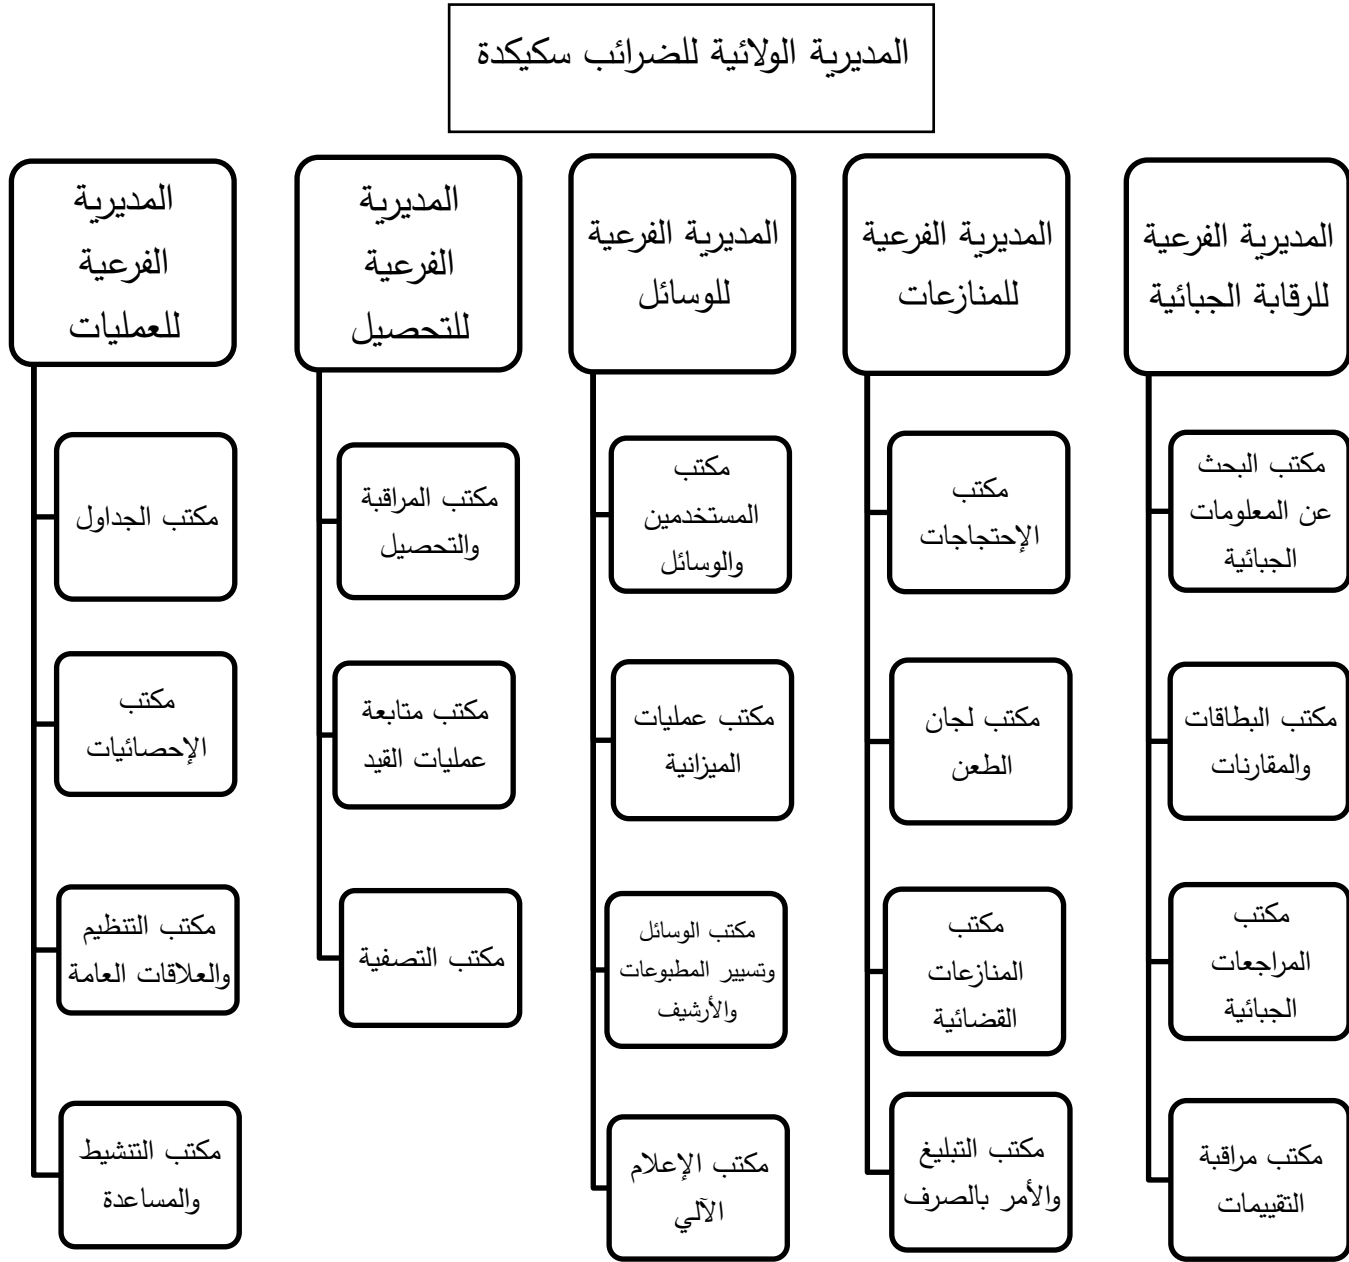 المديرية الولائية للضرائب سكيكدة
المديرية الفرعية
للرقابة الجبائية
مكتب البحث
عن المعلومات
الجبائية
مكتب البطاقات
والمقارنات
مكتب
المراجعات
الجبائية
مكتب مراقبة
التقييمات
المديرية الفرعية
للمنازعات
مكتب
الإحتجاجات
مكتب لجان
الطعن
مكتب
المنازعات
القضائية
مكتب التبليغ
والأمر بالصرف
المديرية الفرعية
للوسائل
مكتب
المستخدمين
والوسائل
مكتب عمليات
الميزانية
مكتب الوسائل
وتسيير المطبوعات
والأرشيف
مكتب الإعلام
الآلي
المديرية
الفرعية
للتحصيل
مكتب المراقبة
والتحصيل
مكتب متابعة
عمليات القيد
مكتب التصفية
المديرية
الفرعية
للعمليات
مكتب الجداول
مكتب
الإحصائيات
مكتب التنظيم
والعلاقات العامة
مكتب التنشيط
والمساعدة